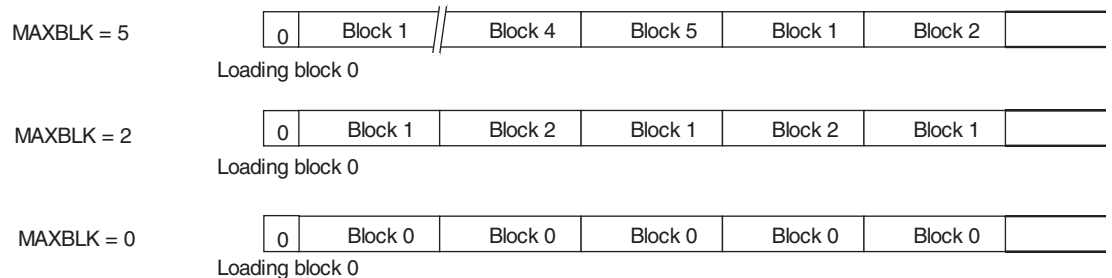 MAXBLK = 5 0 Block 1 Block 4 Block 5 Block 1 Block 2
Loading block 0
MAXBLK = 2 0 Block 1 Block 2 Block 1 Block 2 Block 1
Loading block 0
MAXBLK = 0 0 Block 0 Block 0 Block 0 Block 0 Block 0
Loading block 0